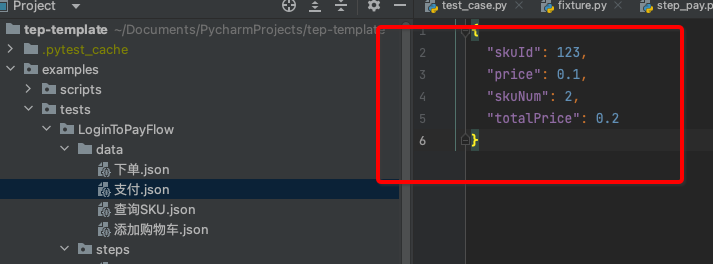 Project
tep-template ~/Documents/PycharmProjects/tep-template
.pytest_cache
examples
scripts
tests
LoginToPayFlow
data
下单.json
支付.json
查询SKU.json
添加购物车.json
steps
test_case.py
fixture.py
step_pay.p
1 {
2 "skuId": 123,
3 "price": 0.1,
4 "skuNum": 2,
5 "totalPrice": 0.2
6 }